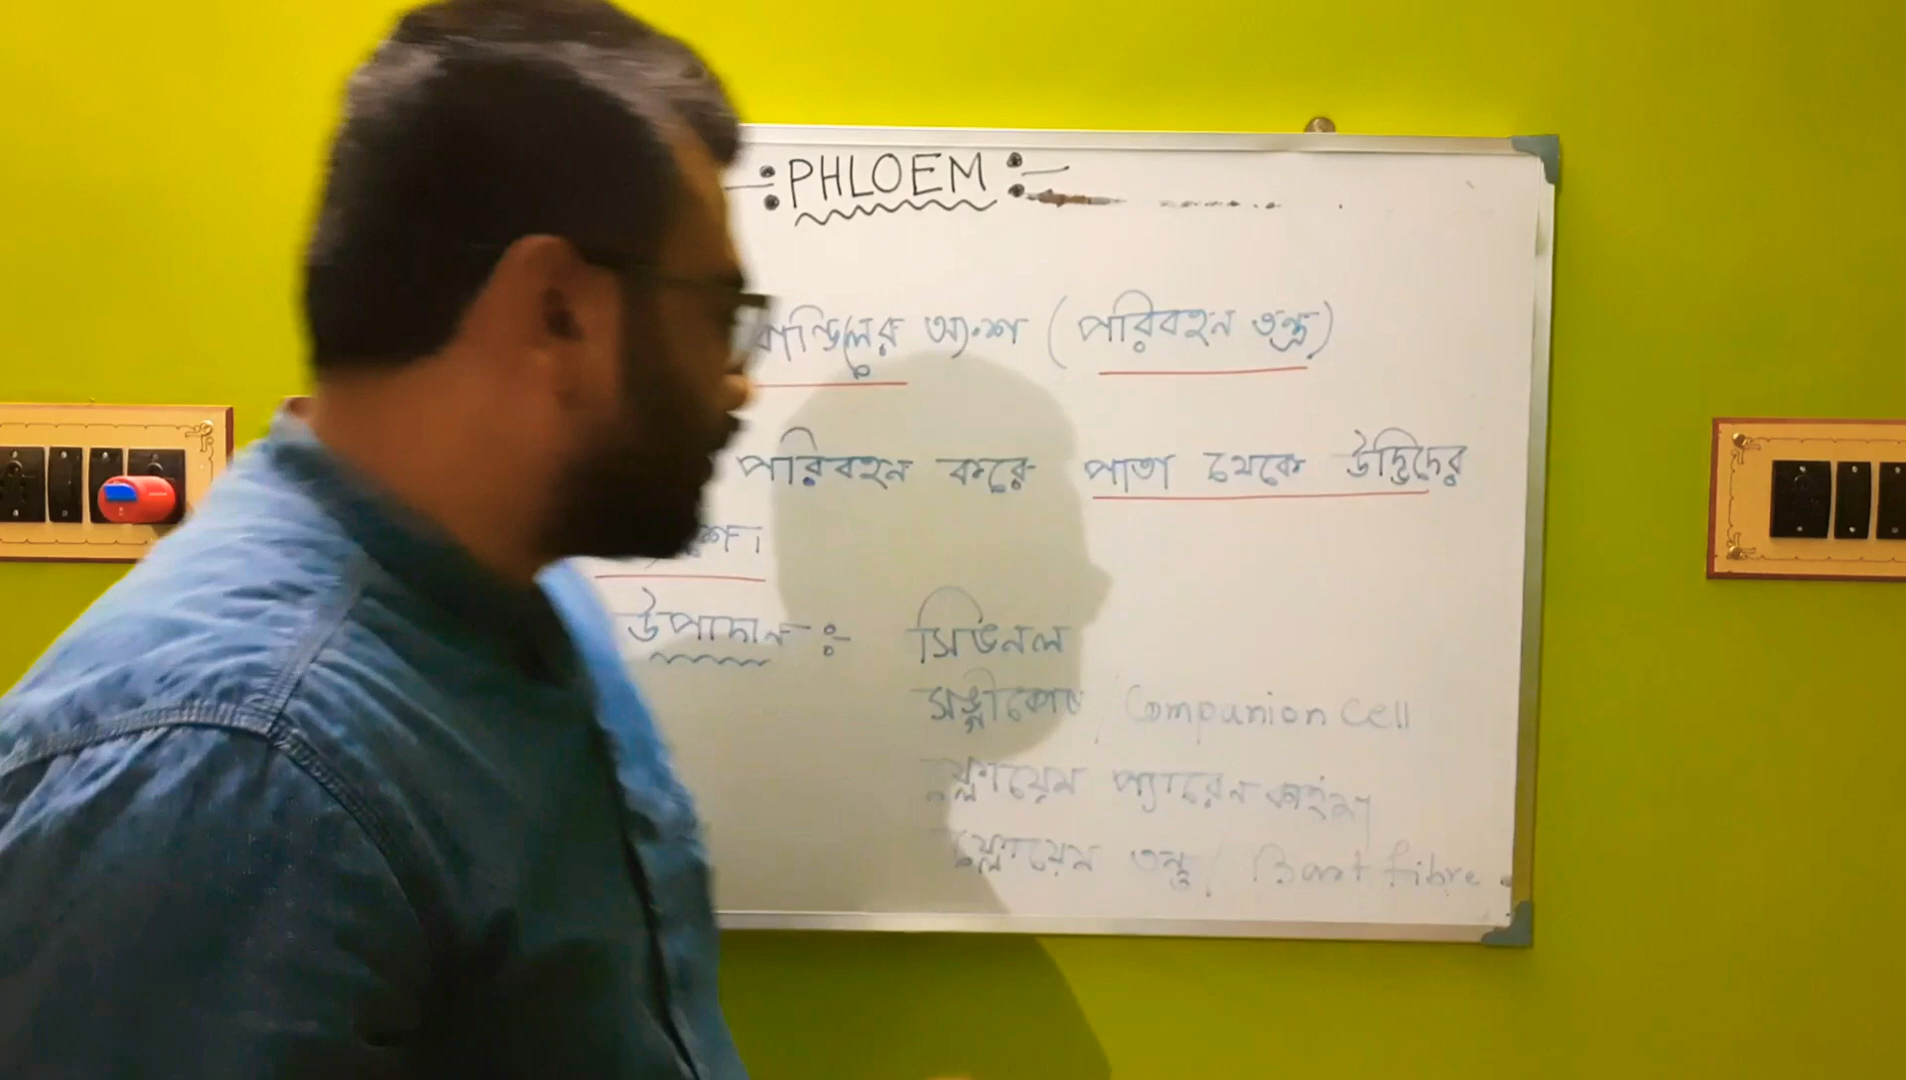 -: PHLOEM :-
বান্ডিলের অংশ (পরিবহন তন্ত্র)
পরিবহন করে পাতা থেকে উদ্ভিদের
উপাদান :- সিভনল
সঙ্গীকোষ / Companion Cell
ফ্লোয়েম প্যারেনকাইমা
ফ্লোয়েম তন্তু / Bast fibre